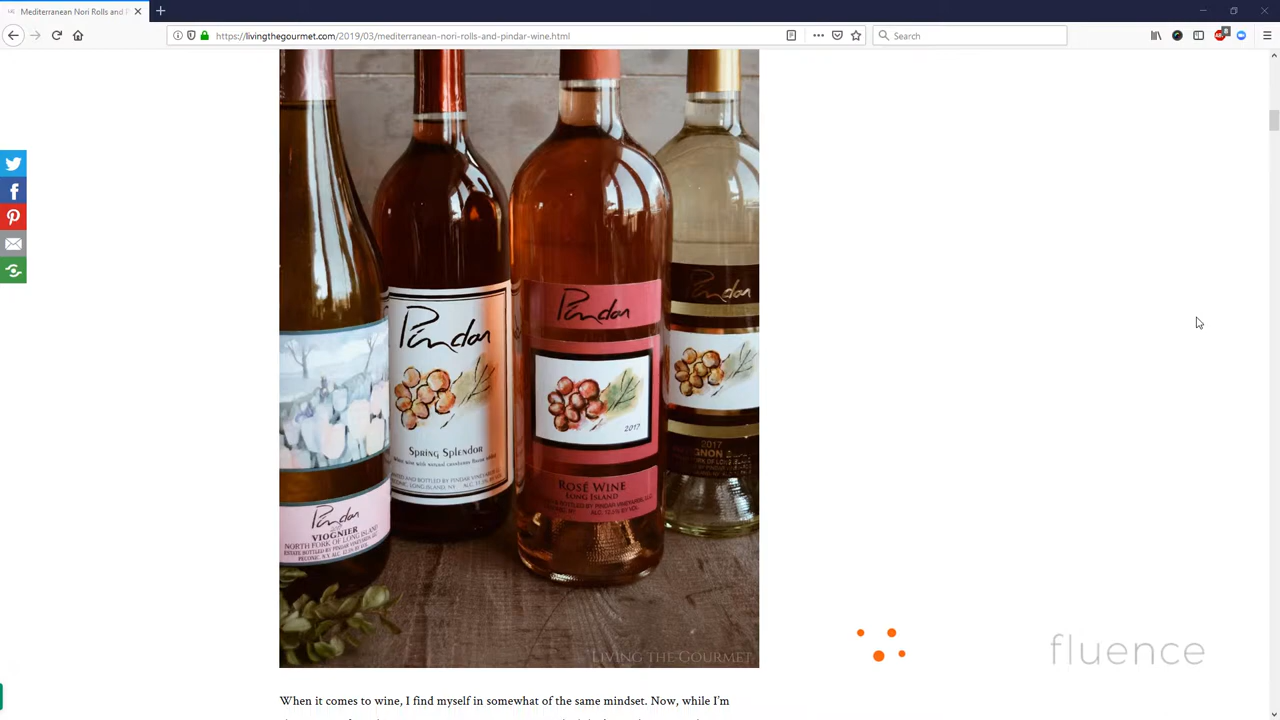 Mediterranean Nori Rolls and P
https://livingthegourmet.com/2019/03/mediterranean-nori-rolls-and-pindar-wine.html
Search
Pindar
Pindar
Pindar
SPRING SPLENDOR
2017
ROSÉ WINE
LONG ISLAND
2017
Pindar
VIOGNIER
NORTH FORK OF LONG ISLAND
LIVING THE GOURMET
fluence
When it comes to wine, I find myself in somewhat of the same mindset. Now, while I'm